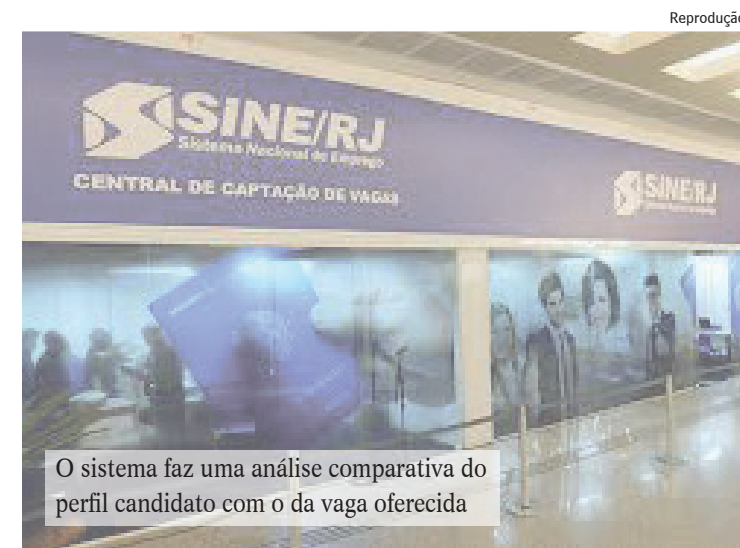 Reprodução
SINE/RJ
Sistema Nacional de Emprego
CENTRAL DE CAPTAÇÃO DE VAGAS
SINE/RJ
O sistema faz uma análise comparativa do
perfil candidato com o da vaga oferecida